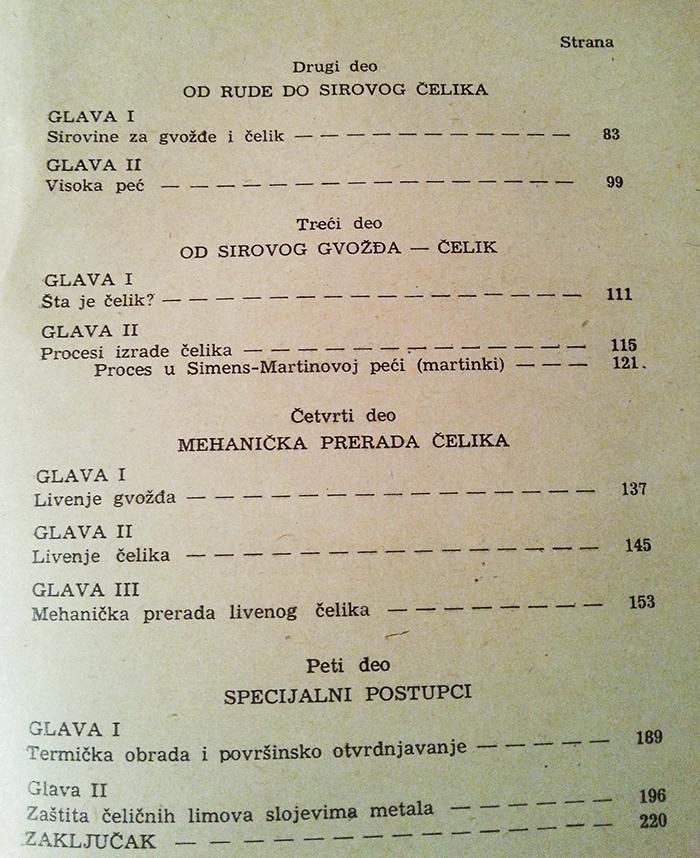 Strana
Drugi deo
OD RUDE DO SIROVOG ČELIKA
GLAVA I
Sirovine za gvožđe i čelik — — — — — — — — — — — 83
GLAVA II
Visoka peć — — — — — — — — — — — — — — — — 99
Treći deo
OD SIROVOG GVOŽĐA — ČELIK
GLAVA I
Šta je čelik? — — — — — — — — — — — — — — — — 111
GLAVA II
Procesi izrade čelika — — — — — — — — — — — — — 115
Proces u Simens-Martinovoj peći (martinki) — — — 121.
Četvrti deo
MEHANIČKA PRERADA ČELIKA
GLAVA I
Livenje gvožđa — — — — — — — — — — — — — — — 137
GLAVA II
Livenje čelika — — — — — — — — — — — — — — — 145
GLAVA III
Mehanička prerada livenog čelika — — — — — — — — 153
Peti deo
SPECIJALNI POSTUPCI
GLAVA I
Termička obrada i površinsko otvrdnjavanje — — — — — 189
Glava II
Zaštita čeličnih limova slojevima metala — — — — — — 196
ZAKLJUČAK — — — — — — — — — — — — — — — — 220